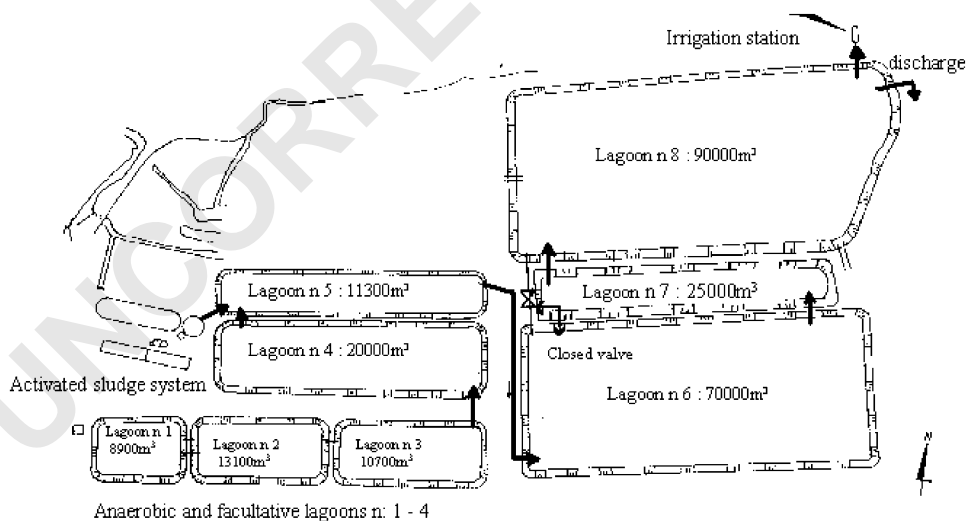 Irrigation station
discharge
Lagoon n 8 : 90000m³
Lagoon n 5 : 11300m³
Lagoon n 7 : 25000m³
Lagoon n 4 : 20000m³
Closed valve
Activated sludge system
Lagoon n 6 : 70000m³
Lagoon n 1
8900m³
Lagoon n 2
13100m³
Lagoon n 3
10700m³
N
Anaerobic and facultative lagoons n: 1 - 4
UNCORRE